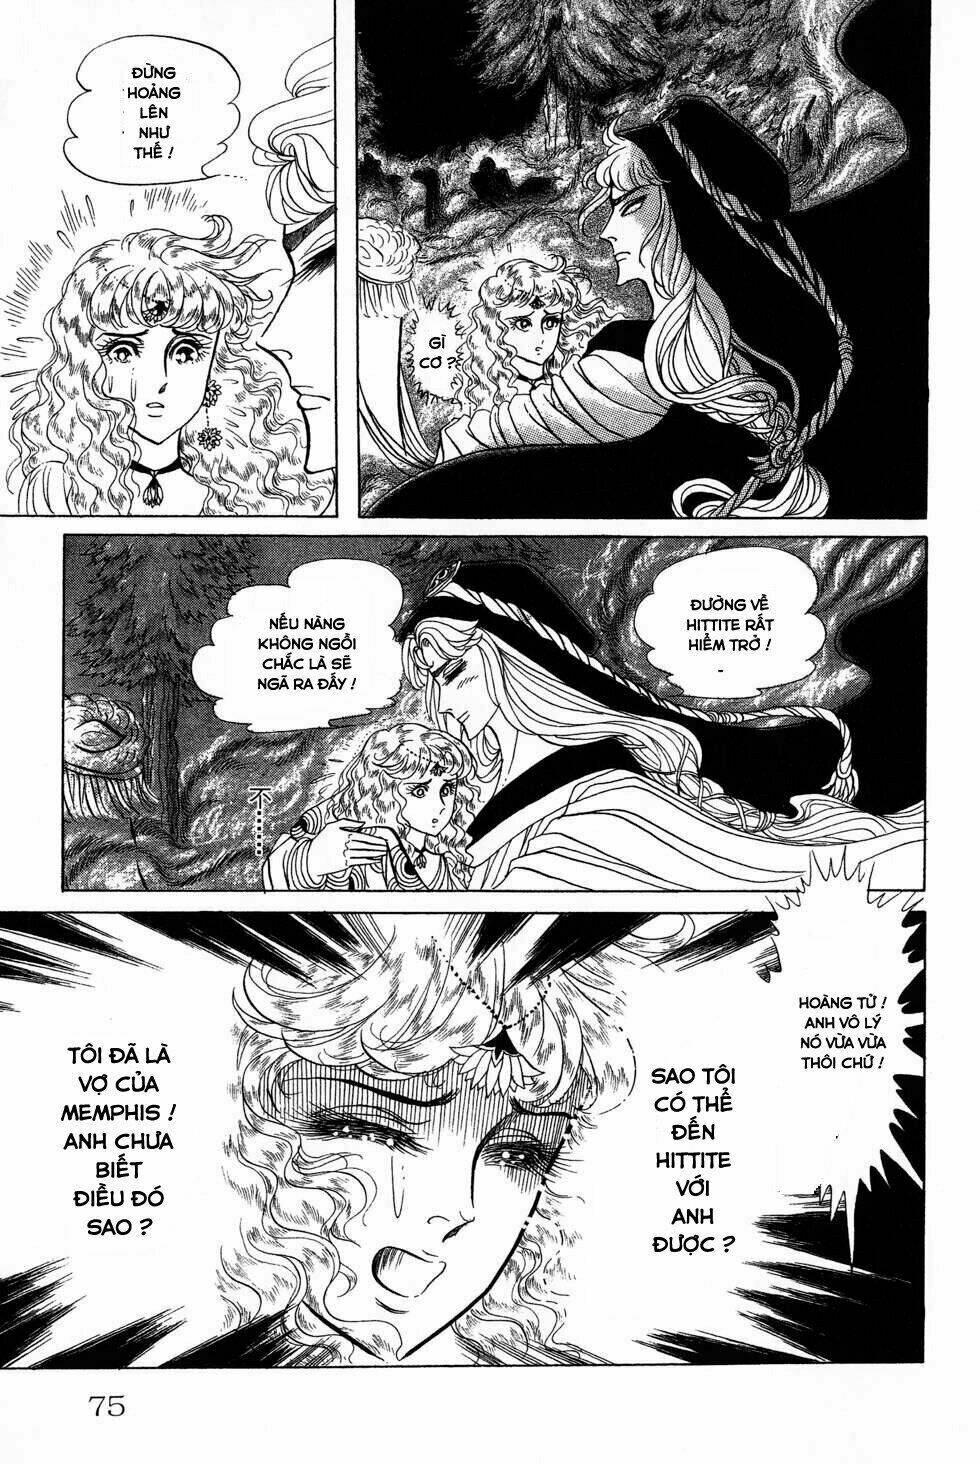 GÌ
CƠ ?
ĐỪNG
HOẢNG
LÊN
NHƯ
THẾ !
ĐƯỜNG VỀ
HITTITE RẤT
HIỂM TRỞ !
NẾU NÀNG
KHÔNG NGỒI
CHẮC LÀ SẼ
NGÃ RA ĐẤY !
不……
HOÀNG TỬ !
ANH VÔ LÝ
NÓ VỪA VỪA
THÔI CHỨ !
SAO TÔI
CÓ THỂ
ĐẾN
HITTITE
VỚI
ANH
ĐƯỢC ?
TÔI ĐÃ LÀ
VỢ CỦA
MEMPHIS !
ANH CHƯA
BIẾT
ĐIỀU ĐÓ
SAO ?
75